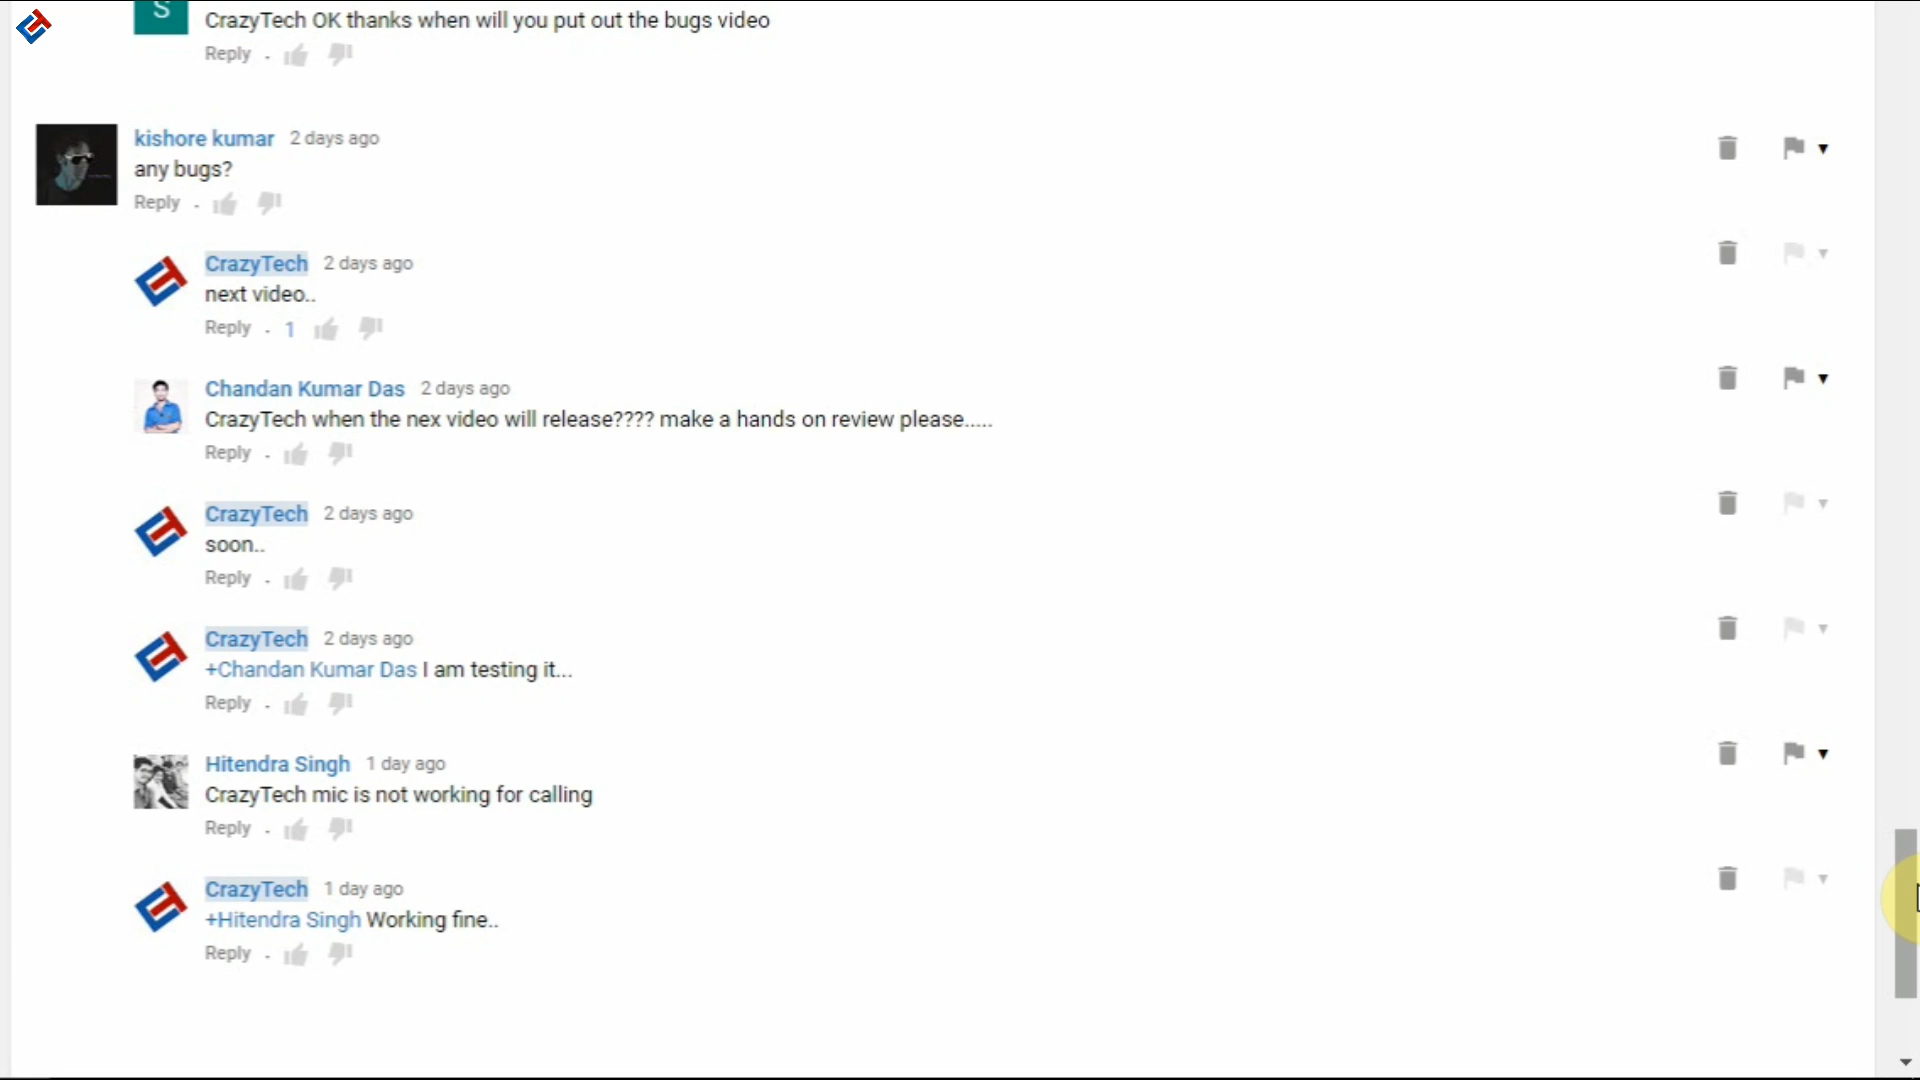 S
CrazyTech OK thanks when will you put out the bugs video
Reply .
kishore kumar 2 days ago
any bugs?
Reply .
CrazyTech 2 days ago
next video..
Reply . 1
Chandan Kumar Das 2 days ago
CrazyTech when the nex video will release???? make a hands on review please.....
Reply .
CrazyTech 2 days ago
soon..
Reply .
CrazyTech 2 days ago
+Chandan Kumar Das I am testing it...
Reply .
Hitendra Singh 1 day ago
CrazyTech mic is not working for calling
Reply .
CrazyTech 1 day ago
+Hitendra Singh Working fine..
Reply .